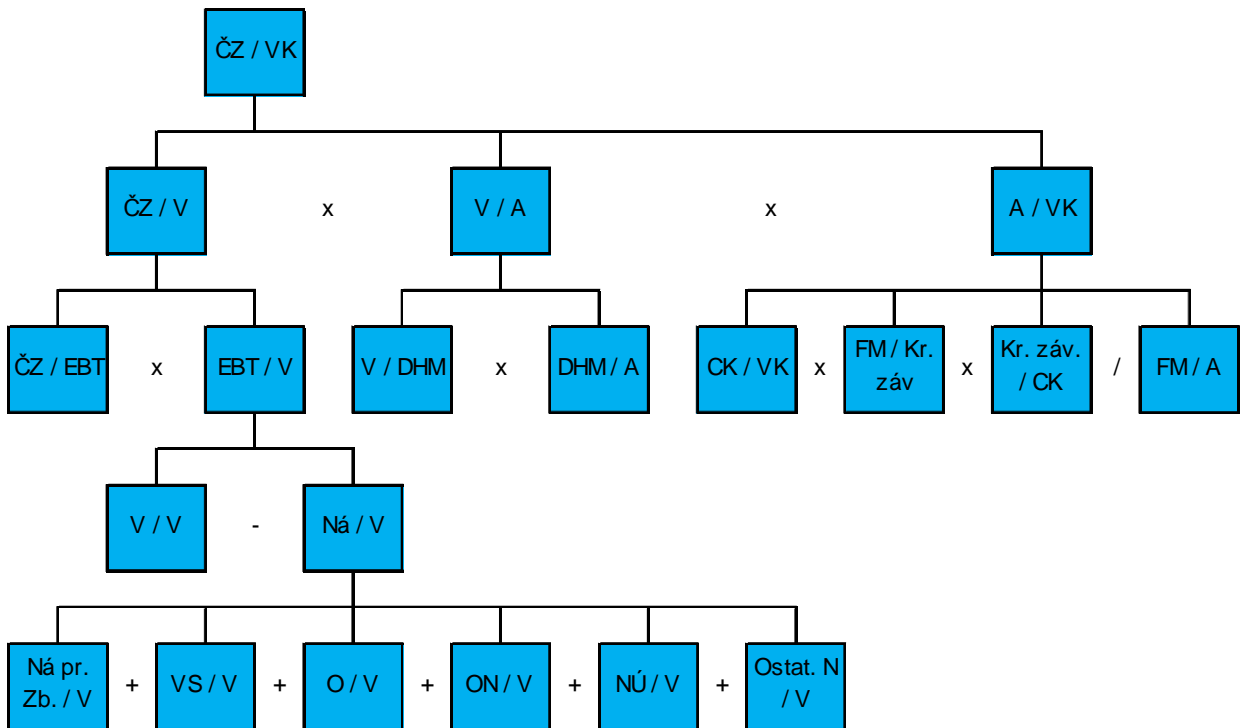 ČZ / VK
ČZ / V x V / A x A / VK
ČZ / EBT x EBT / V V / DHM x DHM / A CK / VK x FM / Kr. záv x Kr. záv. / CK / FM / A
V / V - Ná / V
Ná pr. Zb. / V + VS / V + O / V + ON / V + NÚ / V + Ostat. N / V